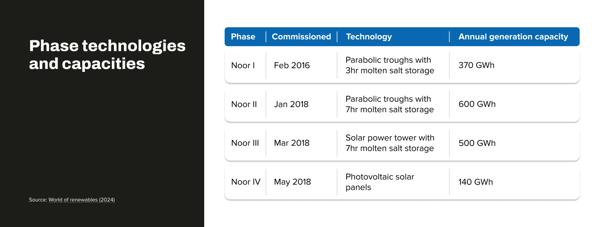 Phase technologies
and capacities
Source: World of renewables (2024)
Phase Commissioned Technology Annual generation capacity
Noor I Feb 2016 Parabolic troughs with 3hr molten salt storage 370 GWh
Noor II Jan 2018 Parabolic troughs with 7hr molten salt storage 600 GWh
Noor III Mar 2018 Solar power tower with 7hr molten salt storage 500 GWh
Noor IV May 2018 Photovoltaic solar panels 140 GWh